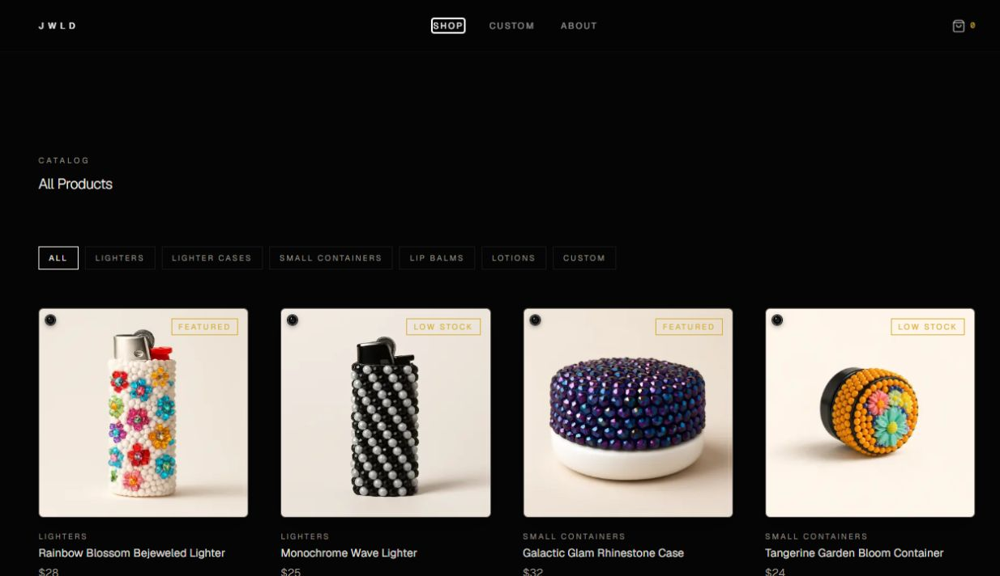 JWLD
SHOP CUSTOM ABOUT
0
CATALOG
All Products
ALL LIGHTERS LIGHTER CASES SMALL CONTAINERS LIP BALMS LOTIONS CUSTOM
FEATURED
LOW STOCK
FEATURED
LOW STOCK
LIGHTERS
Rainbow Blossom Bejeweled Lighter
$28
LIGHTERS
Monochrome Wave Lighter
$25
SMALL CONTAINERS
Galactic Glam Rhinestone Case
$32
SMALL CONTAINERS
Tangerine Garden Bloom Container
$24